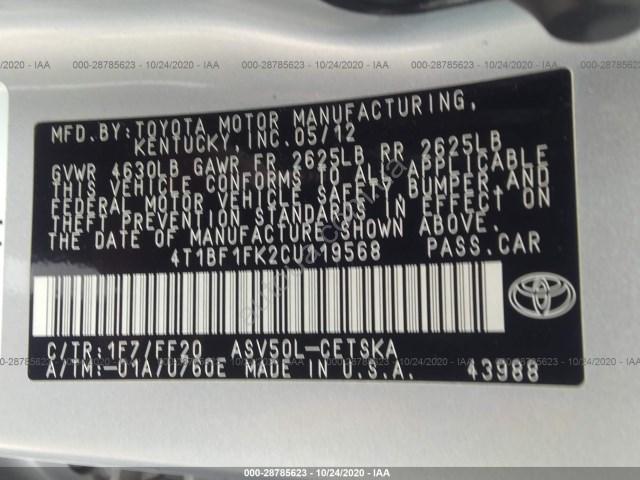 000-28785623 - 10/24/2020 - IAA
MFD.BY:TOYOTA MOTOR MANUFACTURING,
KENTUCKY,INC.05/12
GVWR 4630LB GAWR FR 2625LB RR 2625LB
THIS VEHICLE CONFORMS TO ALL APPLICABLE
FEDERAL MOTOR VEHICLE SAFETY,BUMPER,AND
THEFT PREVENTION STANDARDS IN EFFECT ON
THE DATE OF MANUFACTURE SHOWN ABOVE.
4T1BF1FK2CU119568 PASS.CAR
C/TR:1F7/FF20 ASV50L-CETSKA
A/TM:-01A/U760E MADE IN U.S.A. 43988
000-28785623 - 10/24/2020 - IAA